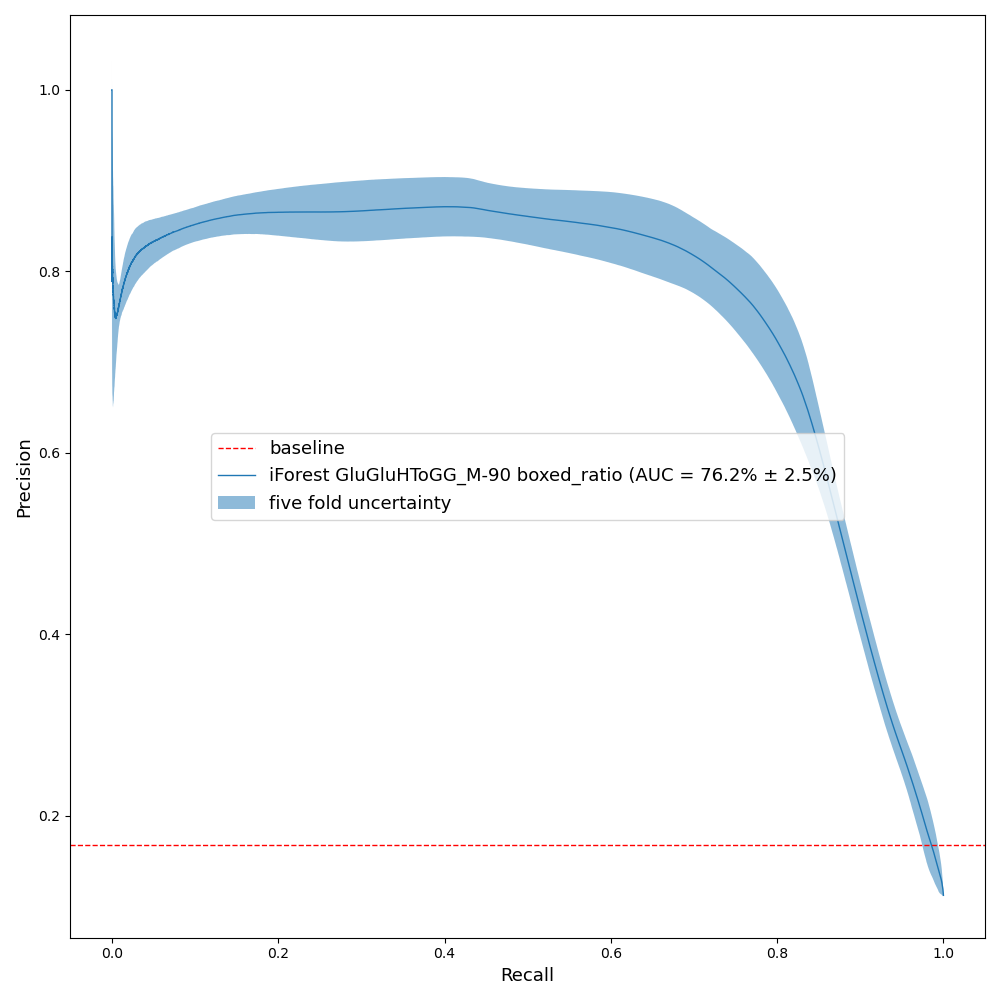 1.0
0.8
0.6
0.4
0.2
Precision
baseline
iForest GluGluHToGG_M-90 boxed_ratio (AUC = 76.2% ± 2.5%)
five fold uncertainty
0.0 0.2 0.4 0.6 0.8 1.0
Recall